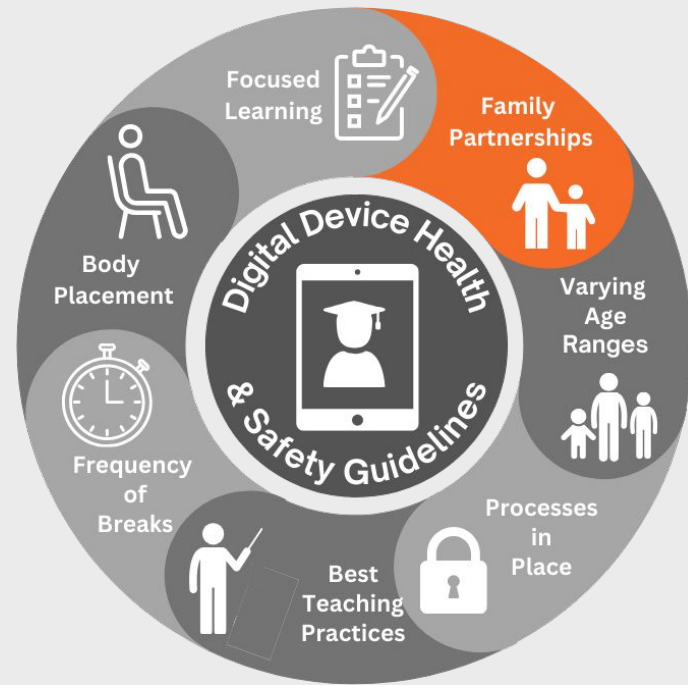 Digital Device Health
& Safety Guidelines
Focused
Learning
Family
Partnerships
Varying
Age
Ranges
Processes
in
Place
Best
Teaching
Practices
Frequency
of
Breaks
Body
Placement